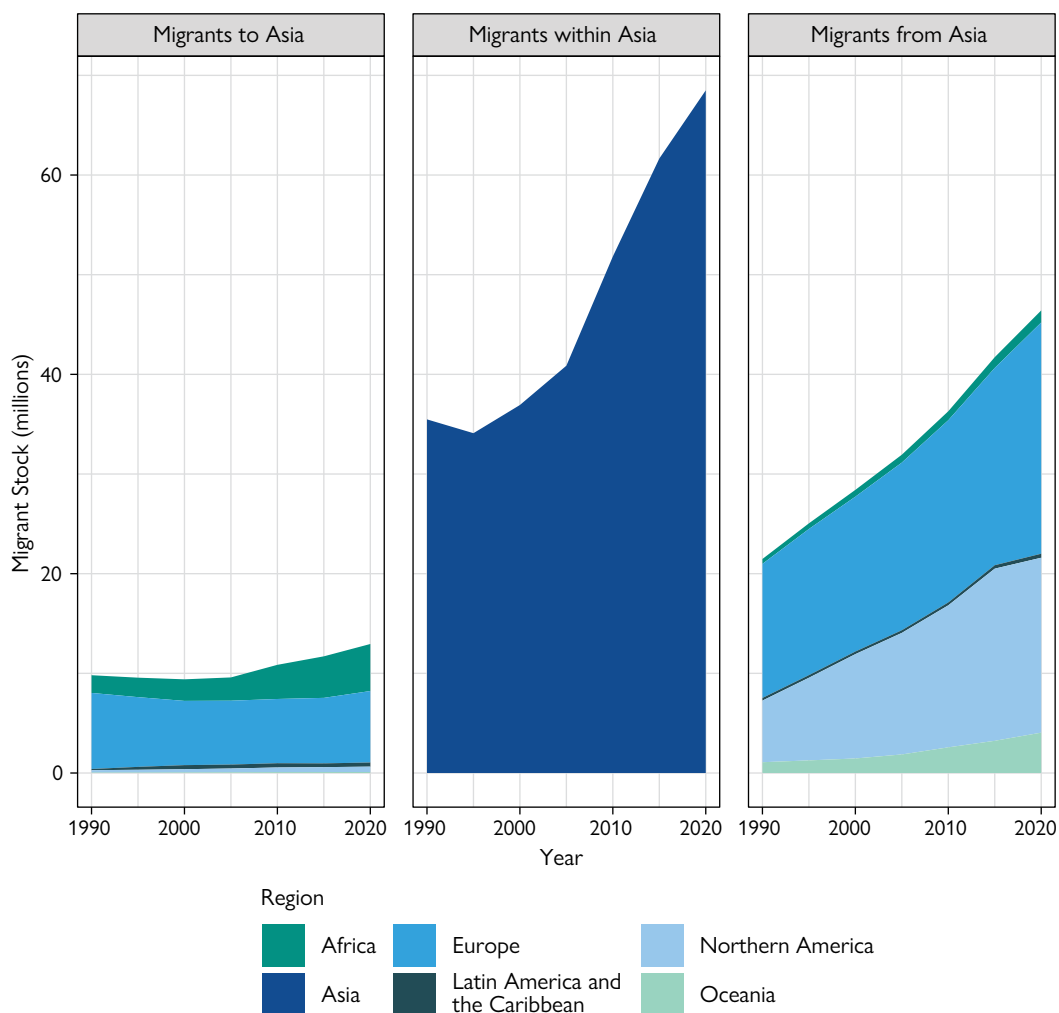 Migrants to Asia
Migrants within Asia
Migrants from Asia
Migrant Stock (millions)
60
40
20
0
1990 2000 2010 2020
1990 2000 2010 2020
1990 2000 2010 2020
Year
Region
Africa
Europe
Northern America
Asia
Latin America and
the Caribbean
Oceania